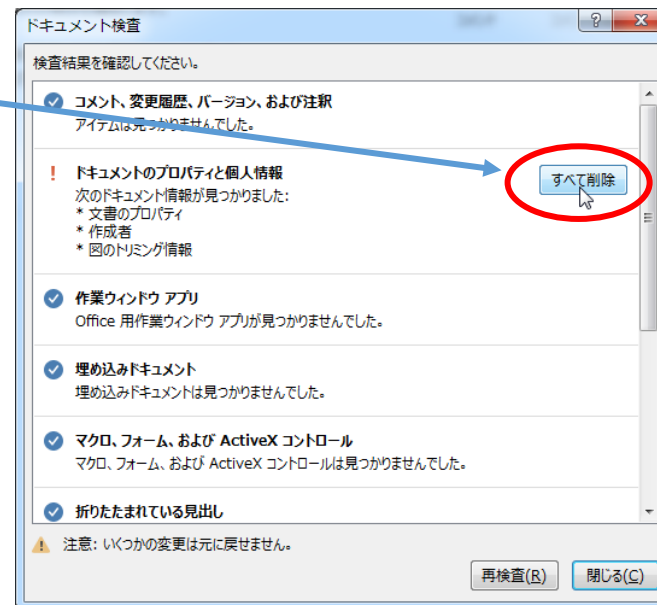 ドキュメント検査
検査結果を確認してください。
コメント、変更履歴、バージョン、および注釈
アイテムは見つかりませんでした。
ドキュメントのプロパティと個人情報
すべて削除
次のドキュメント情報が見つかりました:
* 文書のプロパティ
* 作成者
* 図のトリミング情報
作業ウィンドウ アプリ
Office 用作業ウィンドウ アプリが見つかりませんでした。
埋め込みドキュメント
埋め込みドキュメントは見つかりませんでした。
マクロ、フォーム、および ActiveX コントロール
マクロ、フォーム、および ActiveX コントロールは見つかりませんでした。
折りたたまれている見出し
注意: いくつかの変更は元に戻せません。
再検査(R) 閉じる(C)